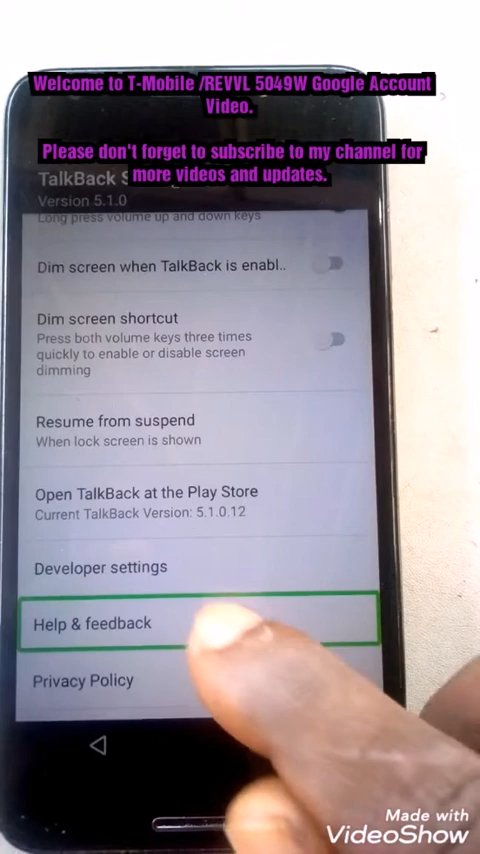 Welcome to T-Mobile /REVVL 5049W Google Account
Video.
Please don't forget to subscribe to my channel for
more videos and updates.
TalkBack S
Version 5.1.0
Long press volume up and down keys
Dim screen when TalkBack is enabl..
Dim screen shortcut
Press both volume keys three times
quickly to enable or disable screen
dimming
Resume from suspend
When lock screen is shown
Open TalkBack at the Play Store
Current TalkBack Version: 5.1.0.12
Developer settings
Help & feedback
Privacy Policy
Made with
VideoShow